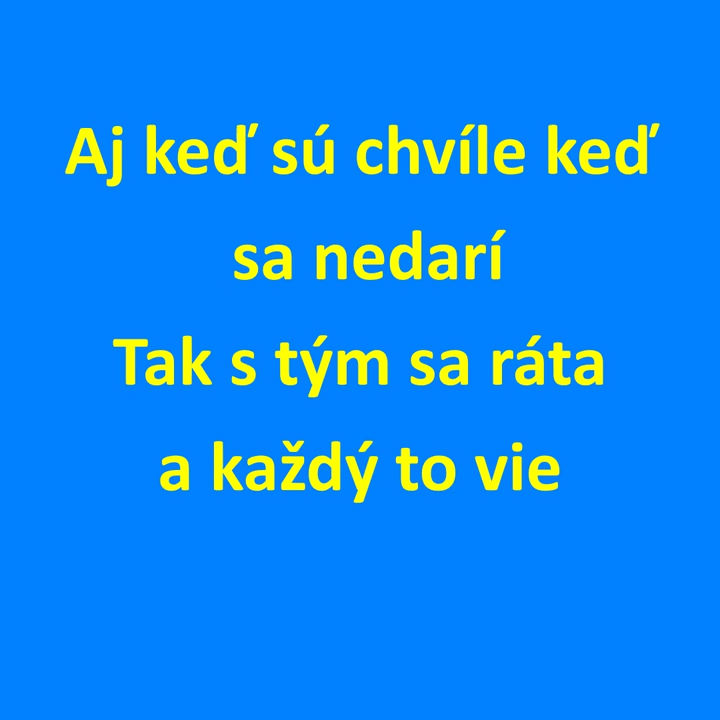 Aj keď sú chvíle keď
sa nedarí
Tak s tým sa ráta
a každý to vie